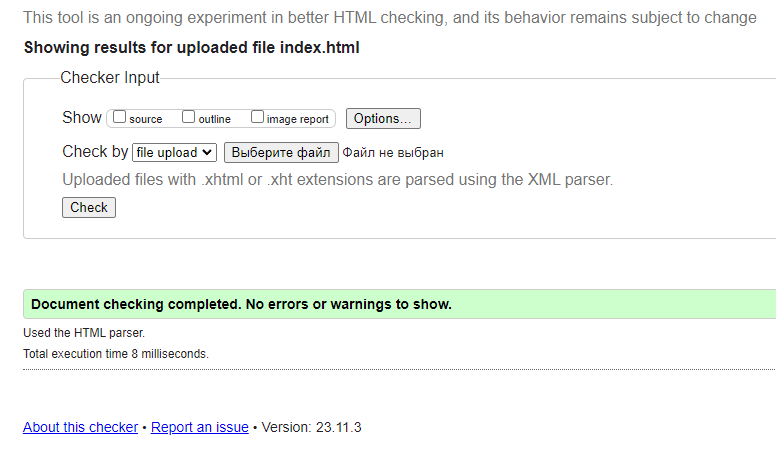 This tool is an ongoing experiment in better HTML checking, and its behavior remains subject to change
Showing results for uploaded file index.html
Checker Input
Show source outline image report Options...
Check by file upload Выберите файл Файл не выбран
Uploaded files with .xhtml or .xht extensions are parsed using the XML parser.
Check
Document checking completed. No errors or warnings to show.
Used the HTML parser.
Total execution time 8 milliseconds.
About this checker • Report an issue • Version: 23.11.3